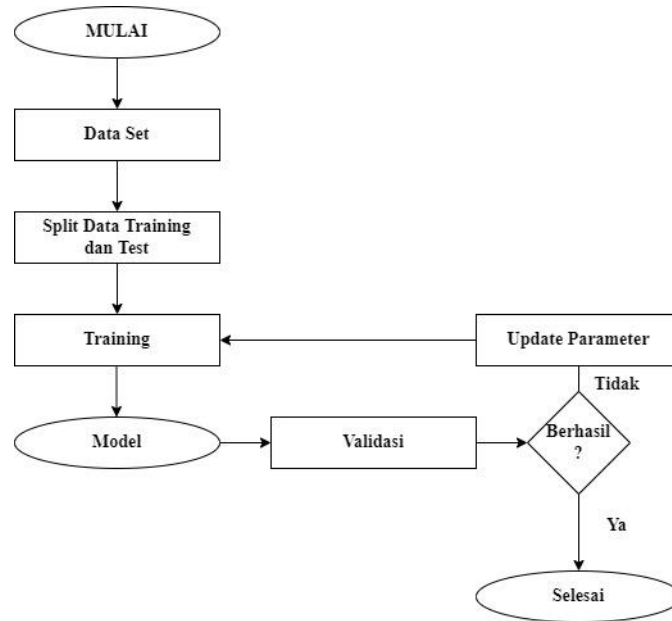 MULAI
Data Set
Split Data Training
dan Test
Training
Update Parameter
Tidak
Model
Validasi
Berhasil
?
Ya
Selesai